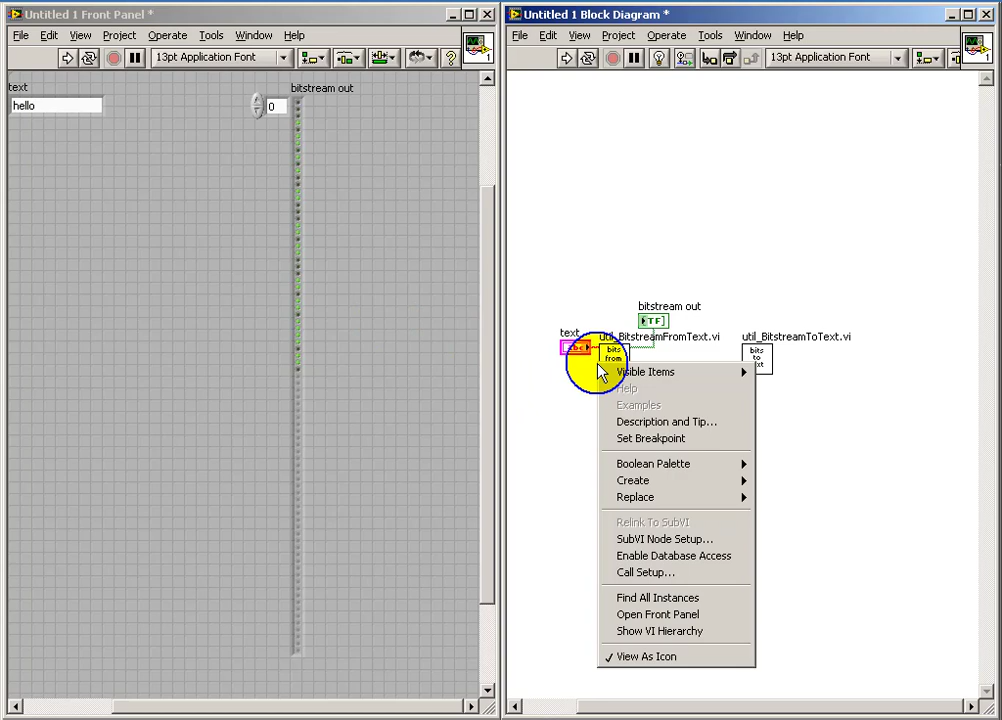 Untitled 1 Front Panel *
File Edit View Project Operate Tools Window Help
13pt Application Font
1
text
hello
bitstream out
0
Untitled 1 Block Diagram *
File Edit View Project Operate Tools Window Help
13pt Application Font
1
bitstream out
TF
text
abc
util_BitstreamFromText.vi
bits
from
util_BitstreamToText.vi
bits
to
Visible Items
Help
Examples
Description and Tip...
Set Breakpoint
Boolean Palette
Create
Replace
Relink To SubVI
SubVI Node Setup...
Enable Database Access
Call Setup...
Find All Instances
Open Front Panel
Show VI Hierarchy
View As Icon